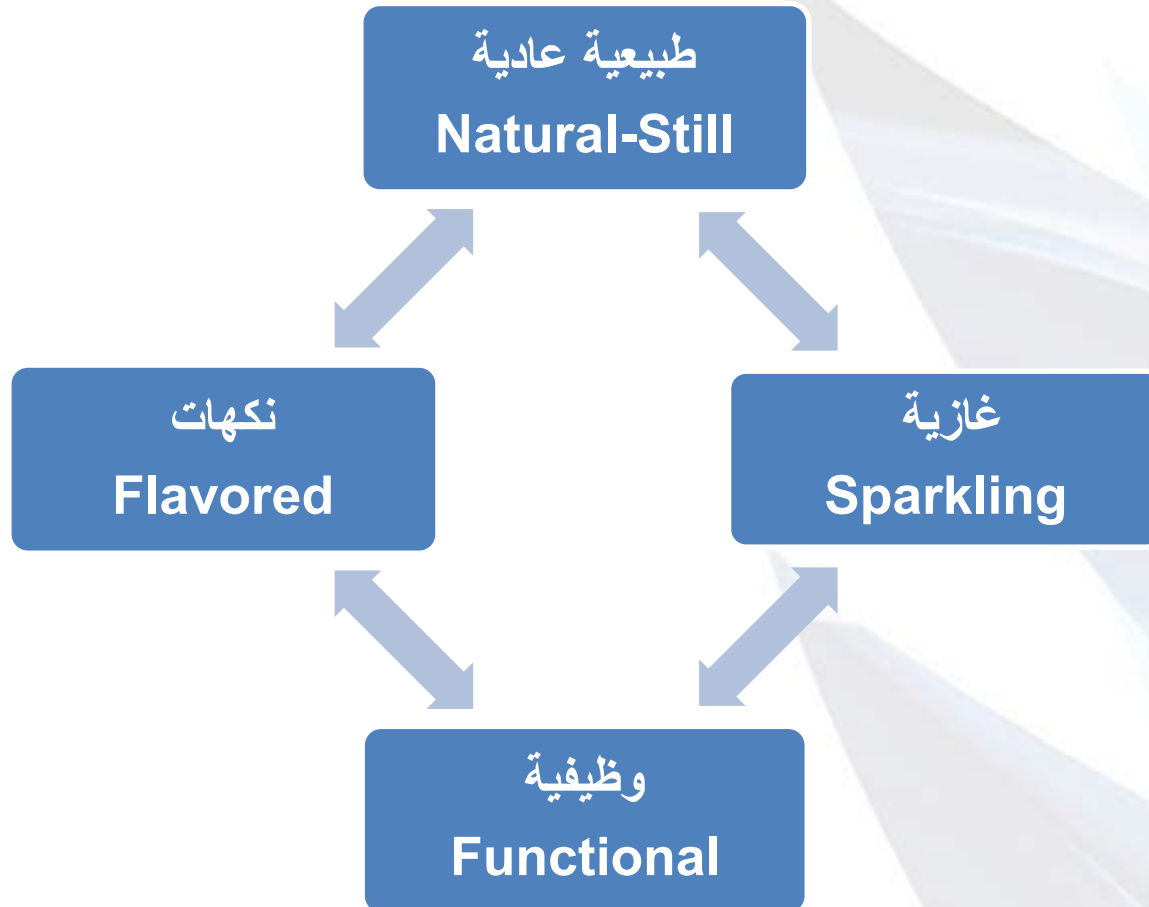 طبيعية عادية
Natural-Still
نكهات
Flavored
غازية
Sparkling
وظيفية
Functional